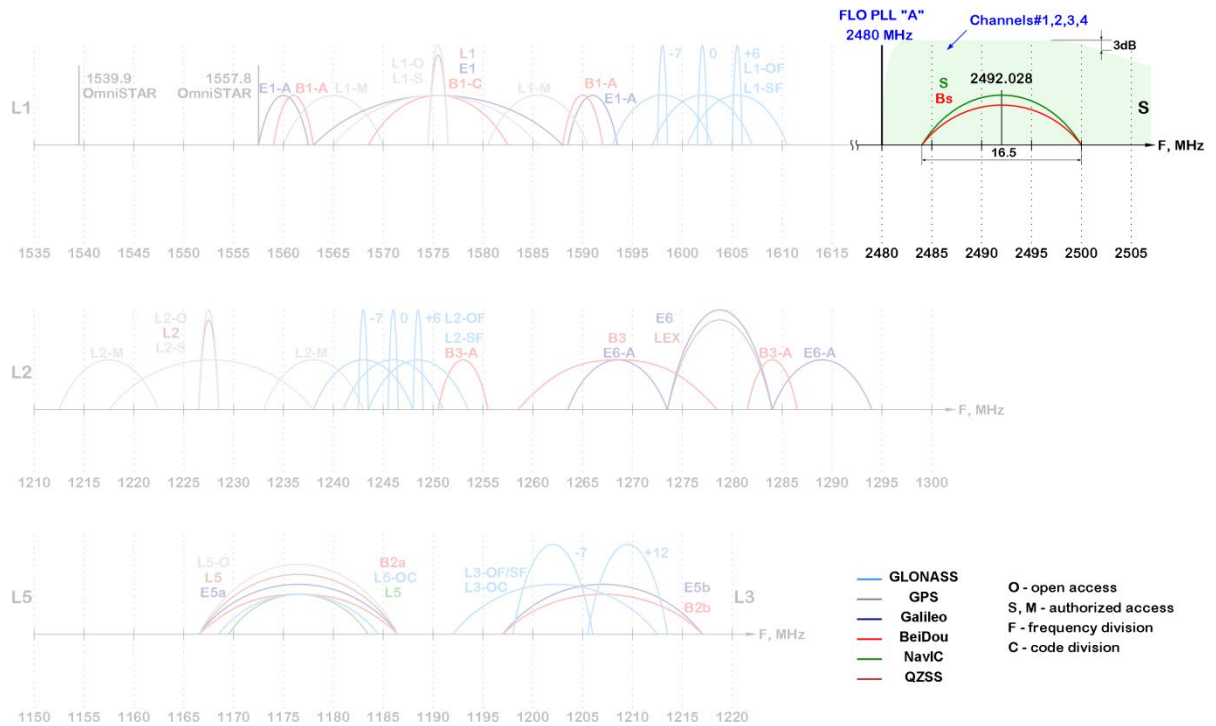 FLO PLL "A"
2480 MHz
Channels#1,2,3,4
3dB
1539.9
OmniSTAR
1557.8
OmniSTAR
E1-A
B1-A
L1-M
L1-O
L1-S
L1
E1
B1-C
L1-M
B1-A
E1-A
-7
0
+6
L1-OF
L1-SF
S
Bs
2492.028
S
L1
16.5
F, MHz
1535 1540 1545 1550 1555 1560 1565 1570 1575 1580 1585 1590 1595 1600 1605 1610 1615 2480 2485 2490 2495 2500 2505
L2-M
L2-O
L2
L2-S
L2-M
-7 0 +6 L2-OF
L2-SF
B3-A
B3
E6-A
E6
LEX
B3-A
E6-A
L2
F, MHz
1210 1220 1220 1225 1230 1235 1240 1245 1250 1253 1260 1265 1270 1275 1280 1285 1290 1295 1300
L5-O
L5
E5a
B2a
L5-OC
L5
L3-OF/SF
L3-OC
-7
+12
E5b
B2b
L5
L3
F, MHz
1150 1155 1160 1167 1170 1175 1180 1185 1190 1195 1200 1205 1210 1215 1220
GLONASS
GPS
Galileo
BeiDou
NavIC
QZSS
O - open access
S, M - authorized access
F - frequency division
C - code division